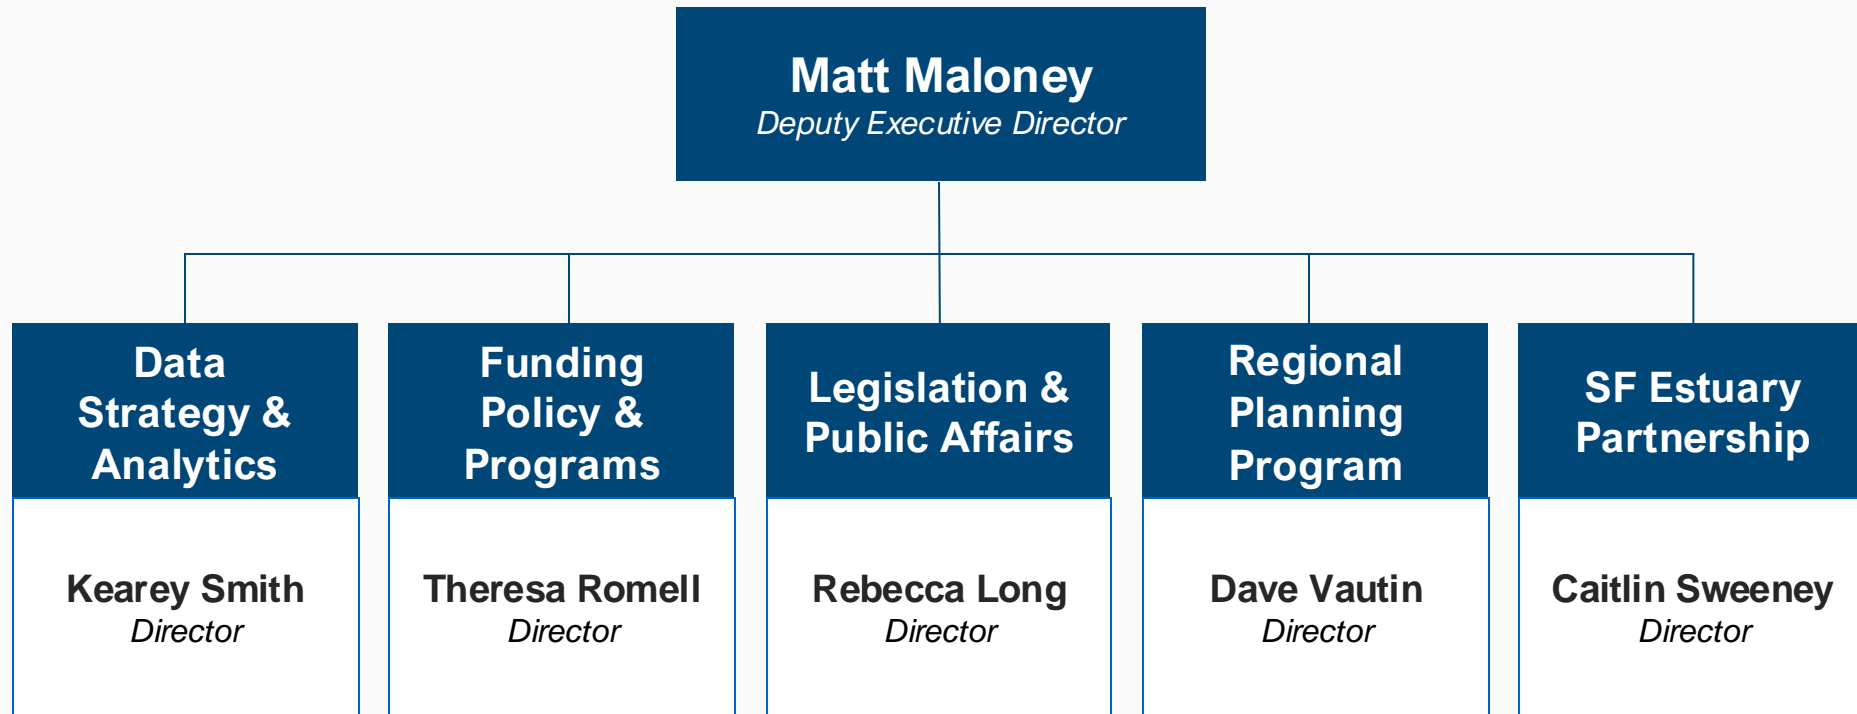 Matt Maloney
Deputy Executive Director
Data
Strategy &
Analytics
Kearey Smith
Director
Funding
Policy &
Programs
Theresa Romell
Director
Legislation &
Public Affairs
Rebecca Long
Director
Regional
Planning
Program
Dave Vautin
Director
SF Estuary
Partnership
Caitlin Sweeney
Director